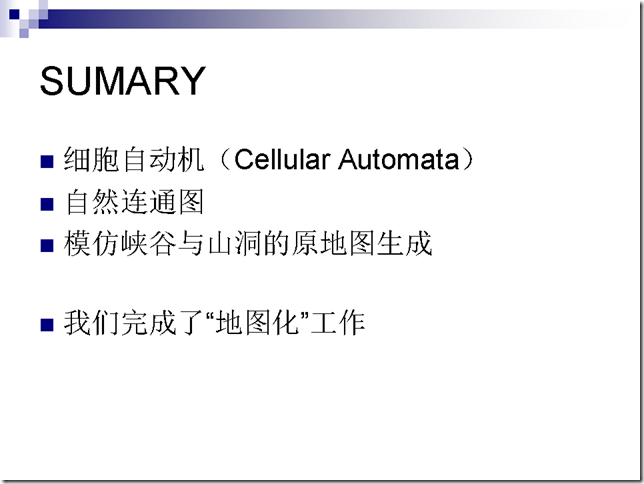 SUMARY
细胞自动机（Cellular Automata）
自然连通图
模仿峡谷与山洞的原地图生成
我们完成了“地图化”工作